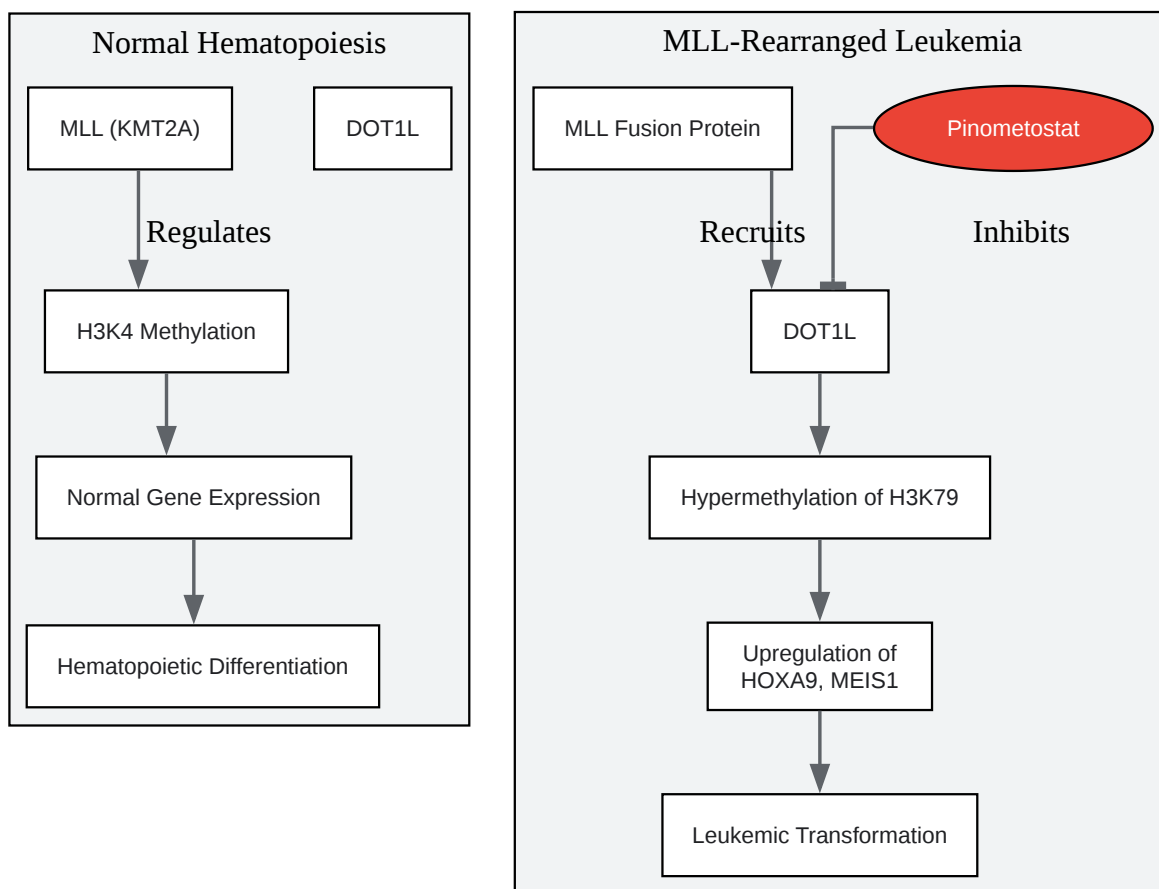 Normal Hematopoiesis
MLL (KMT2A)
DOT1L
Regulates
H3K4 Methylation
Normal Gene Expression
Hematopoietic Differentiation
MLL-Rearranged Leukemia
MLL Fusion Protein
Pinometostat
Recruits
Inhibits
DOT1L
Hypermethylation of H3K79
Upregulation of
HOXA9, MEIS1
Leukemic Transformation